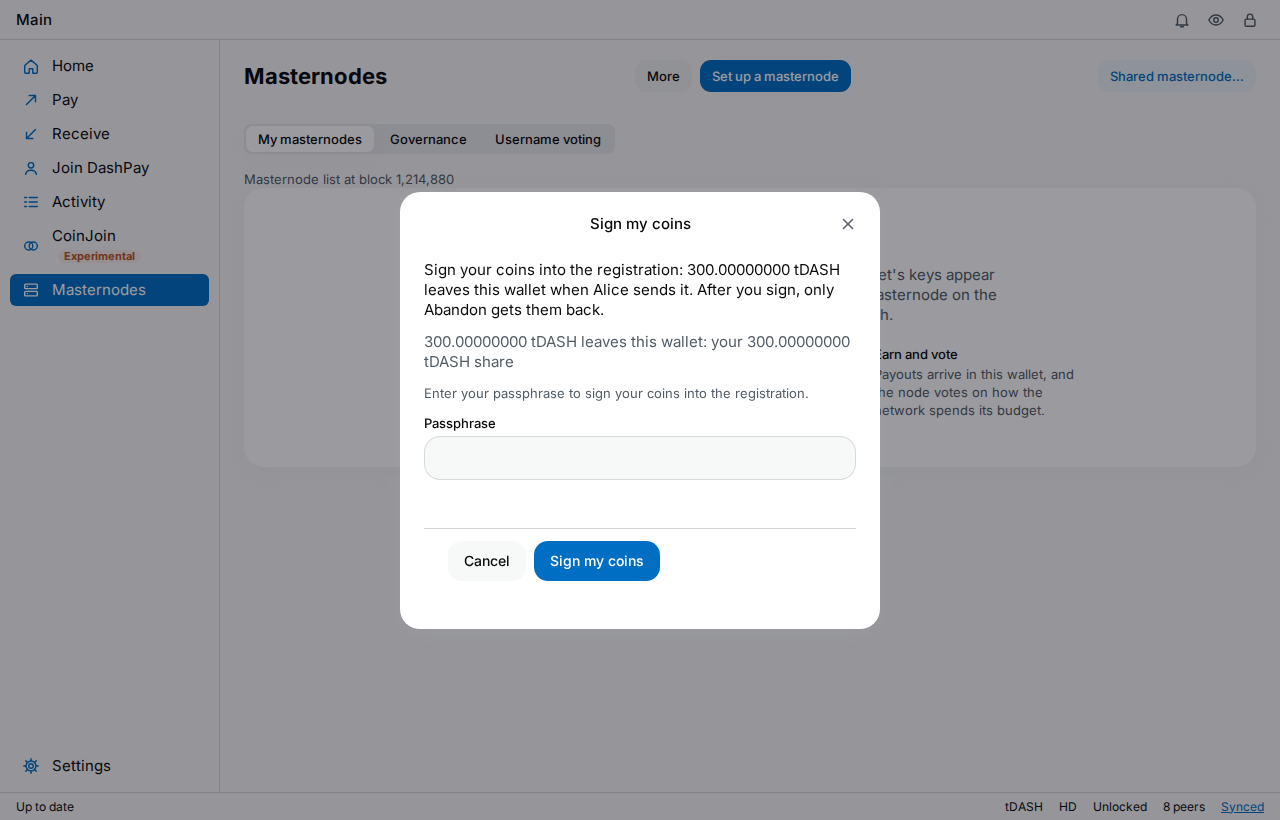 Main
Home
Pay
Receive
Join DashPay
Activity
CoinJoin
Experimental
Masternodes
Settings
Masternodes
More
Set up a masternode
Shared masternode...
My masternodes
Governance
Username voting
Masternode list at block 1,214,880
Sign my coins
Sign your coins into the registration: 300.00000000 tDASH
leaves this wallet when Alice sends it. After you sign, only
Abandon gets them back.
300.00000000 tDASH leaves this wallet: your 300.00000000
tDASH share
Enter your passphrase to sign your coins into the registration.
Passphrase
Cancel
Sign my coins
keys appear
on the
Earn and vote
Payouts arrive in this wallet, and
the node votes on how the
network spends its budget.
Up to date
tDASH
HD
Unlocked
8 peers
Synced